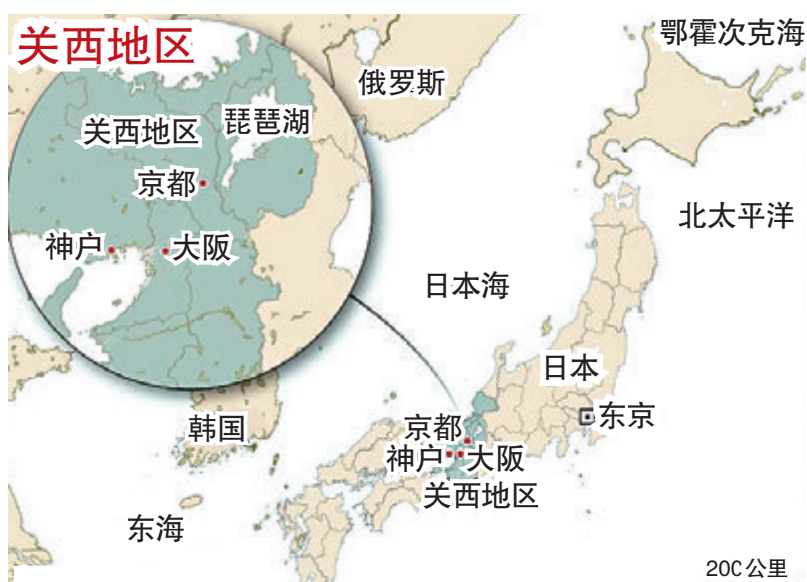 关西地区
鄂霍次克海
俄罗斯
琵琶湖
关西地区
京都
北太平洋
神户
大阪
日本海
日本
东京
韩国
京都
神户
大阪
关西地区
东海
200公里